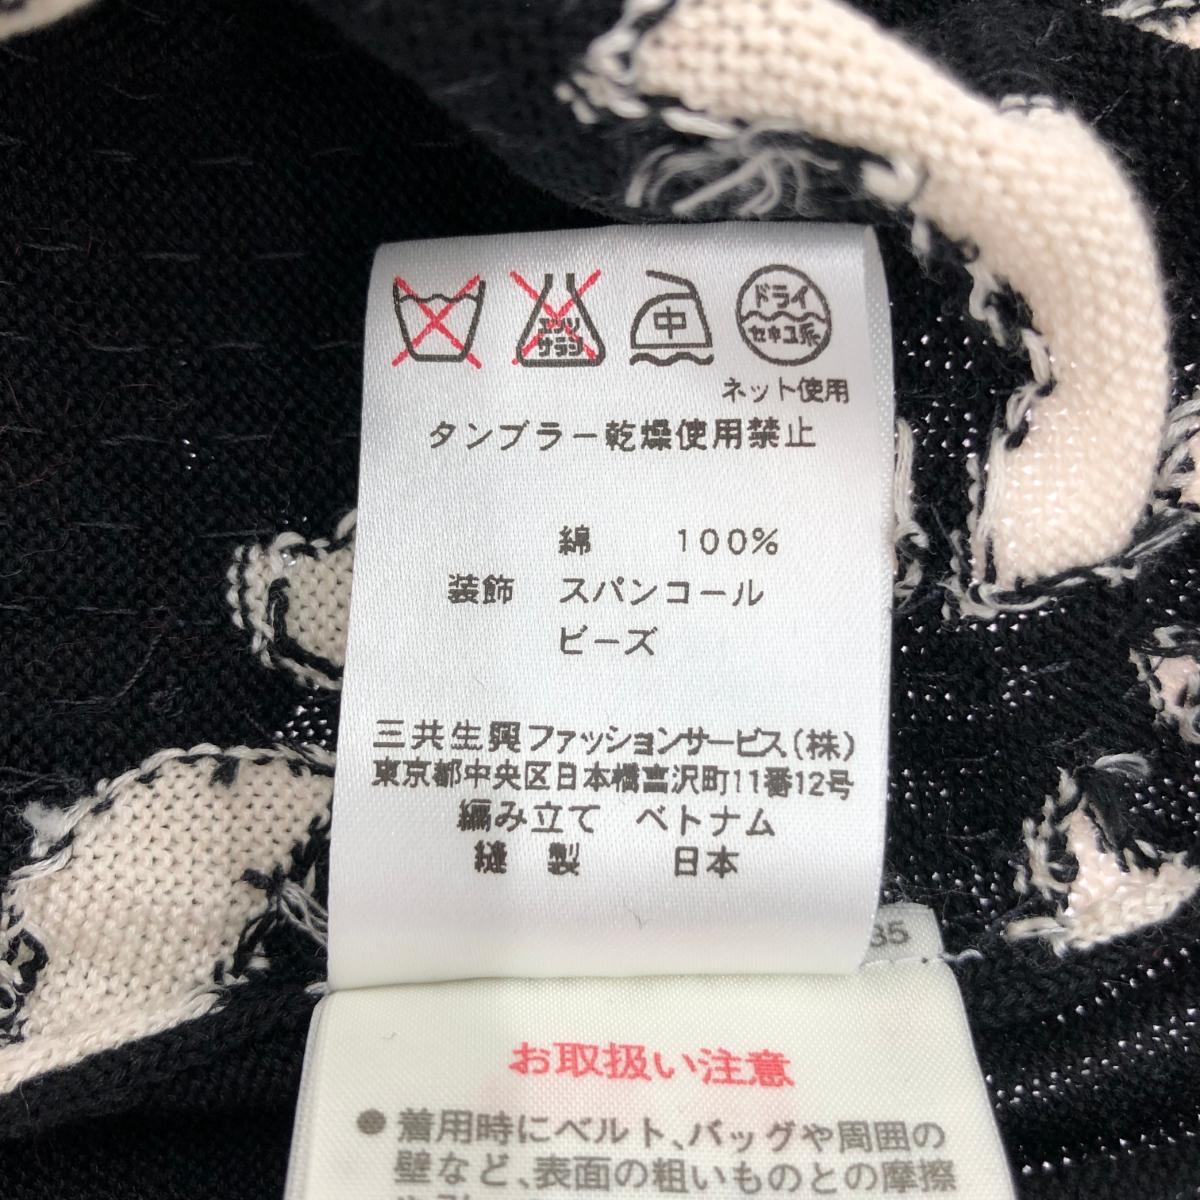 エンソ
サラシ
中
ドライ
セキユ系
ネット使用
タンブラー乾燥使用禁止
綿 100%
装飾 スパンコール
ビーズ
三共生興ファッションサービス(株)
東京都中央区日本橋富沢町11番12号
編み立て ベトナム
縫製 日本
35
お取扱い注意
●着用時にベルト、バッグや周囲の
壁など、表面の粗いものとの摩擦